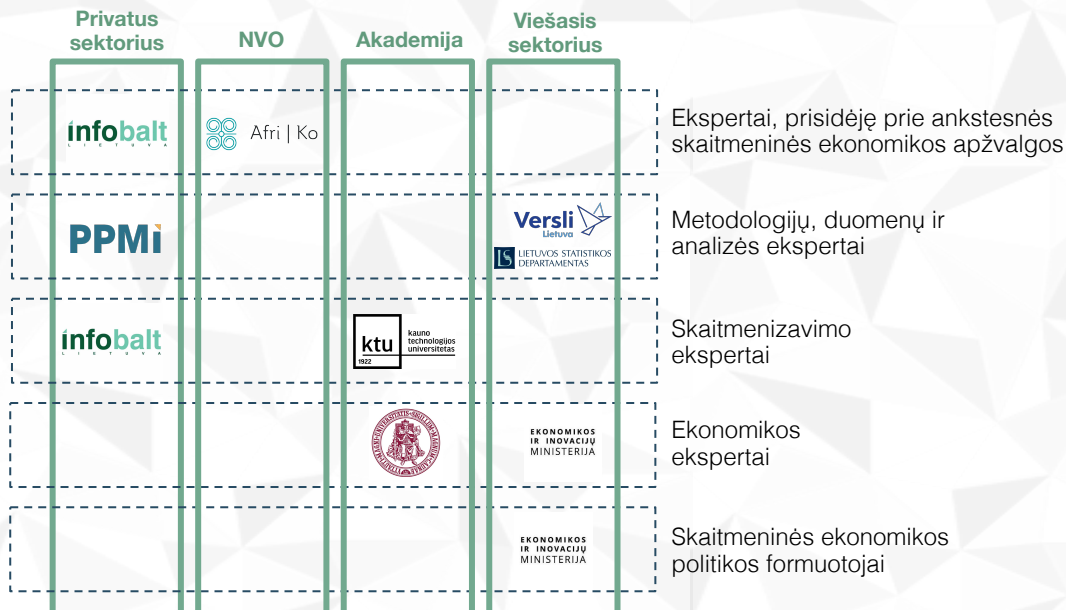 Privatus
sektorius
NVO
Akademija
Viešasis
sektorius
infobalt
LIETUVA
Afri | Ko
Ekspertai, prisidėję prie ankstesnės
skaitmeninės ekonomikos apžvalgos
PPMi
Versli
Lietuva
LS LIETUVOS STATISTIKOS
DEPARTAMENTAS
Metodologijų, duomenų ir
analizės ekspertai
infobalt
LIETUVA
ktu
1922
kauno
technologijos
universitetas
Skaitmenizavimo
ekspertai
EKONOMIKOS
IR INOVACIJŲ
MINISTERIJA
Ekonomikos
ekspertai
EKONOMIKOS
IR INOVACIJŲ
MINISTERIJA
Skaitmeninės ekonomikos
politikos formuotojai